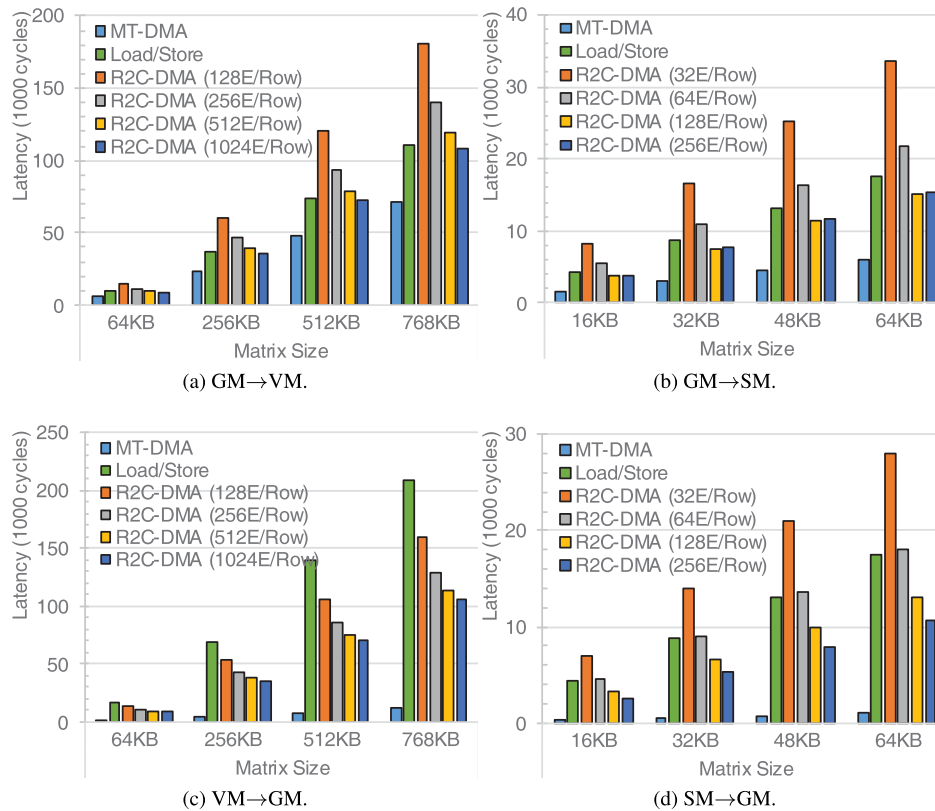 Latency (1000 cycles)
200
150
100
50
0
MT-DMA
Load/Store
R2C-DMA (128E/Row)
R2C-DMA (256E/Row)
R2C-DMA (512E/Row)
R2C-DMA (1024E/Row)
64KB 256KB 512KB 768KB
Matrix Size
(a) GM→VM.
Latency (1000 cycles)
40
30
20
10
0
MT-DMA
Load/Store
R2C-DMA (32E/Row)
R2C-DMA (64E/Row)
R2C-DMA (128E/Row)
R2C-DMA (256E/Row)
16KB 32KB 48KB 64KB
Matrix Size
(b) GM→SM.
Latency (1000 cycles)
250
200
150
100
50
0
MT-DMA
Load/Store
R2C-DMA (128E/Row)
R2C-DMA (256E/Row)
R2C-DMA (512E/Row)
R2C-DMA (1024E/Row)
64KB 256KB 512KB 768KB
Matrix Size
(c) VM→GM.
Latency (1000 cycles)
30
20
10
0
MT-DMA
Load/Store
R2C-DMA (32E/Row)
R2C-DMA (64E/Row)
R2C-DMA (128E/Row)
R2C-DMA (256E/Row)
16KB 32KB 48KB 64KB
Matrix Size
(d) SM→GM.